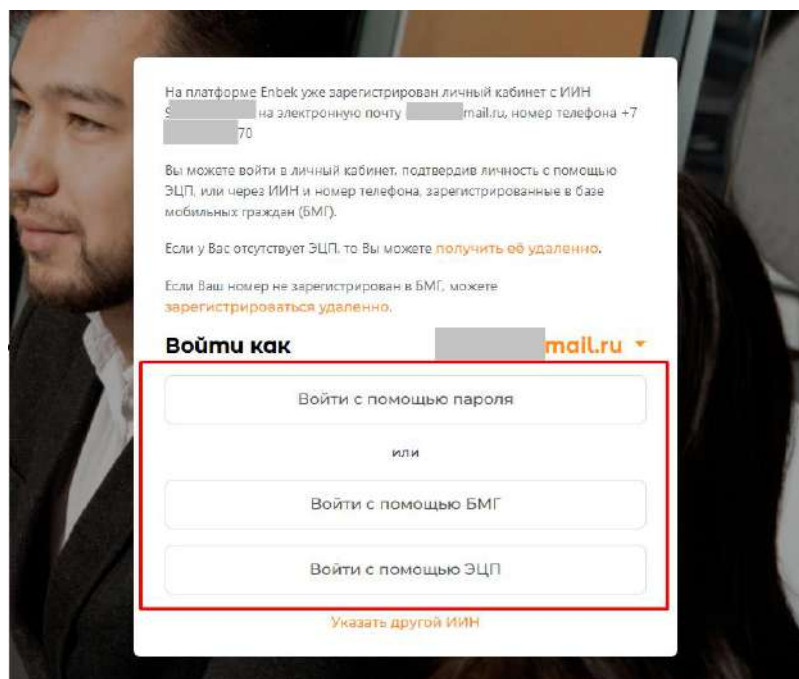 На платформе Enbek уже зарегистрирован личный кабинет с ИИН
9 на электронную почту mail.ru, номер телефона +7
70
Вы можете войти в личный кабинет, подтвердив личность с помощью
ЭЦП, или через ИИН и номер телефона, зарегистрированные в базе
мобильных граждан (БМГ).
Если у Вас отсутствует ЭЦП, то Вы можете получить её удаленно.
Если Ваш номер не зарегистрирован в БМГ, можете
зарегистрироваться удаленно.
Войти как mail.ru
Войти с помощью пароля
или
Войти с помощью БМГ
Войти с помощью ЭЦП
Указать другой ИИН